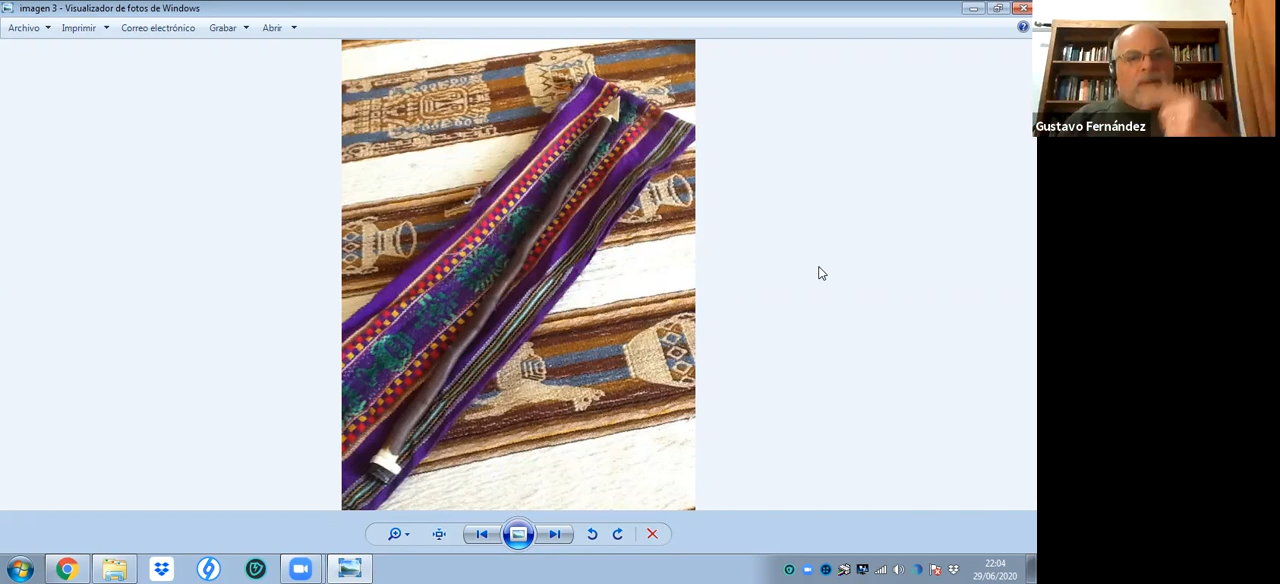 imagen 3 - Visualizador de fotos de Windows
Archivo Imprimir Correo electrónico Grabar Abrir
Gustavo Fernández
22:04
29/06/2020